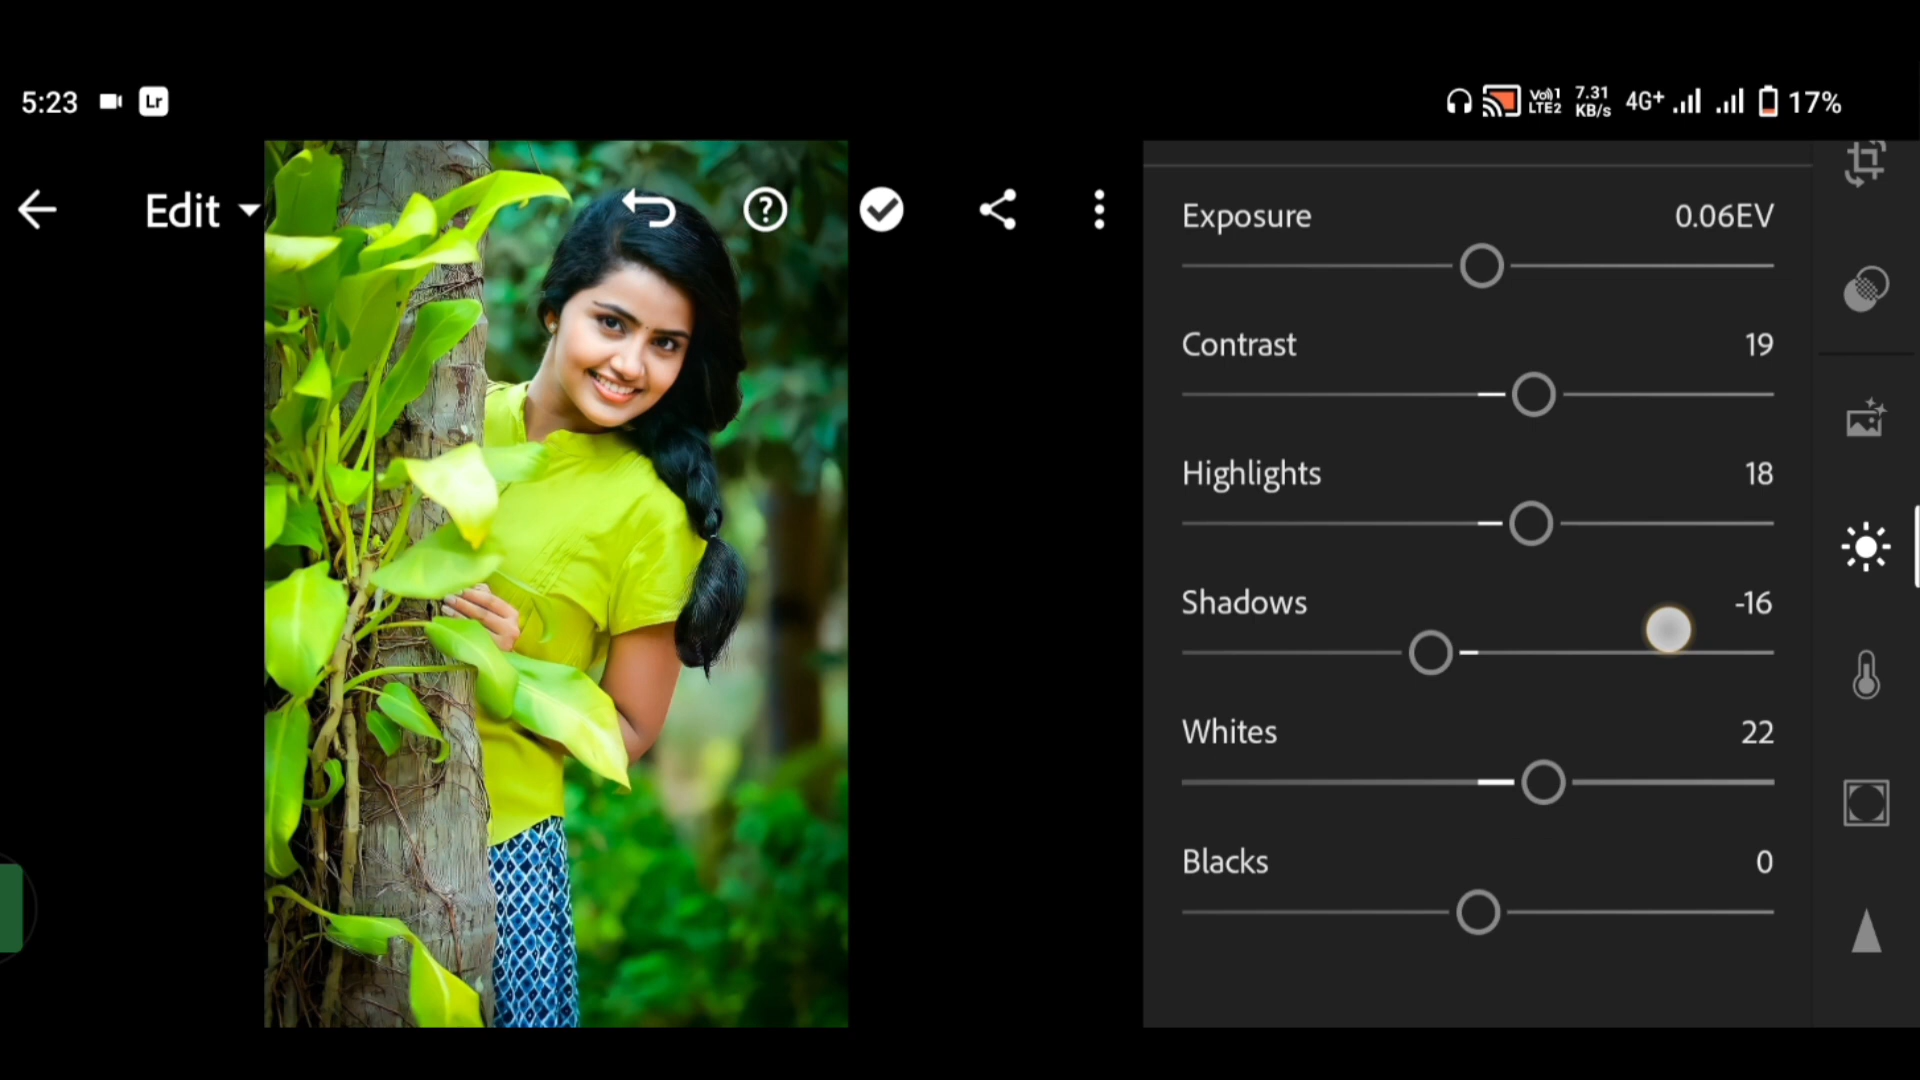 5:23 Lr Vo)) 1 LTE2 7.31 KB/s 4G+ 17%
Edit ?
Exposure 0.06EV
Contrast 19
Highlights 18
Shadows -16
Whites 22
Blacks 0